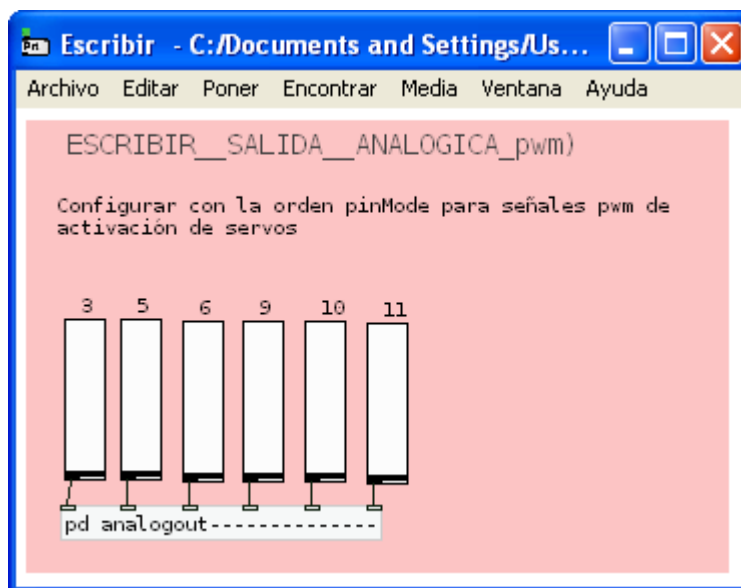 Escribir - C:/Documents and Settings/Us...
Archivo Editar Poner Encontrar Media Ventana Ayuda
ESCRIBIR__SALIDA__ANALOGICA_pwm)
Configurar con la orden pinMode para señales pwm de
activación de servos
3 5 6 9 10 11
pd analogout--------------